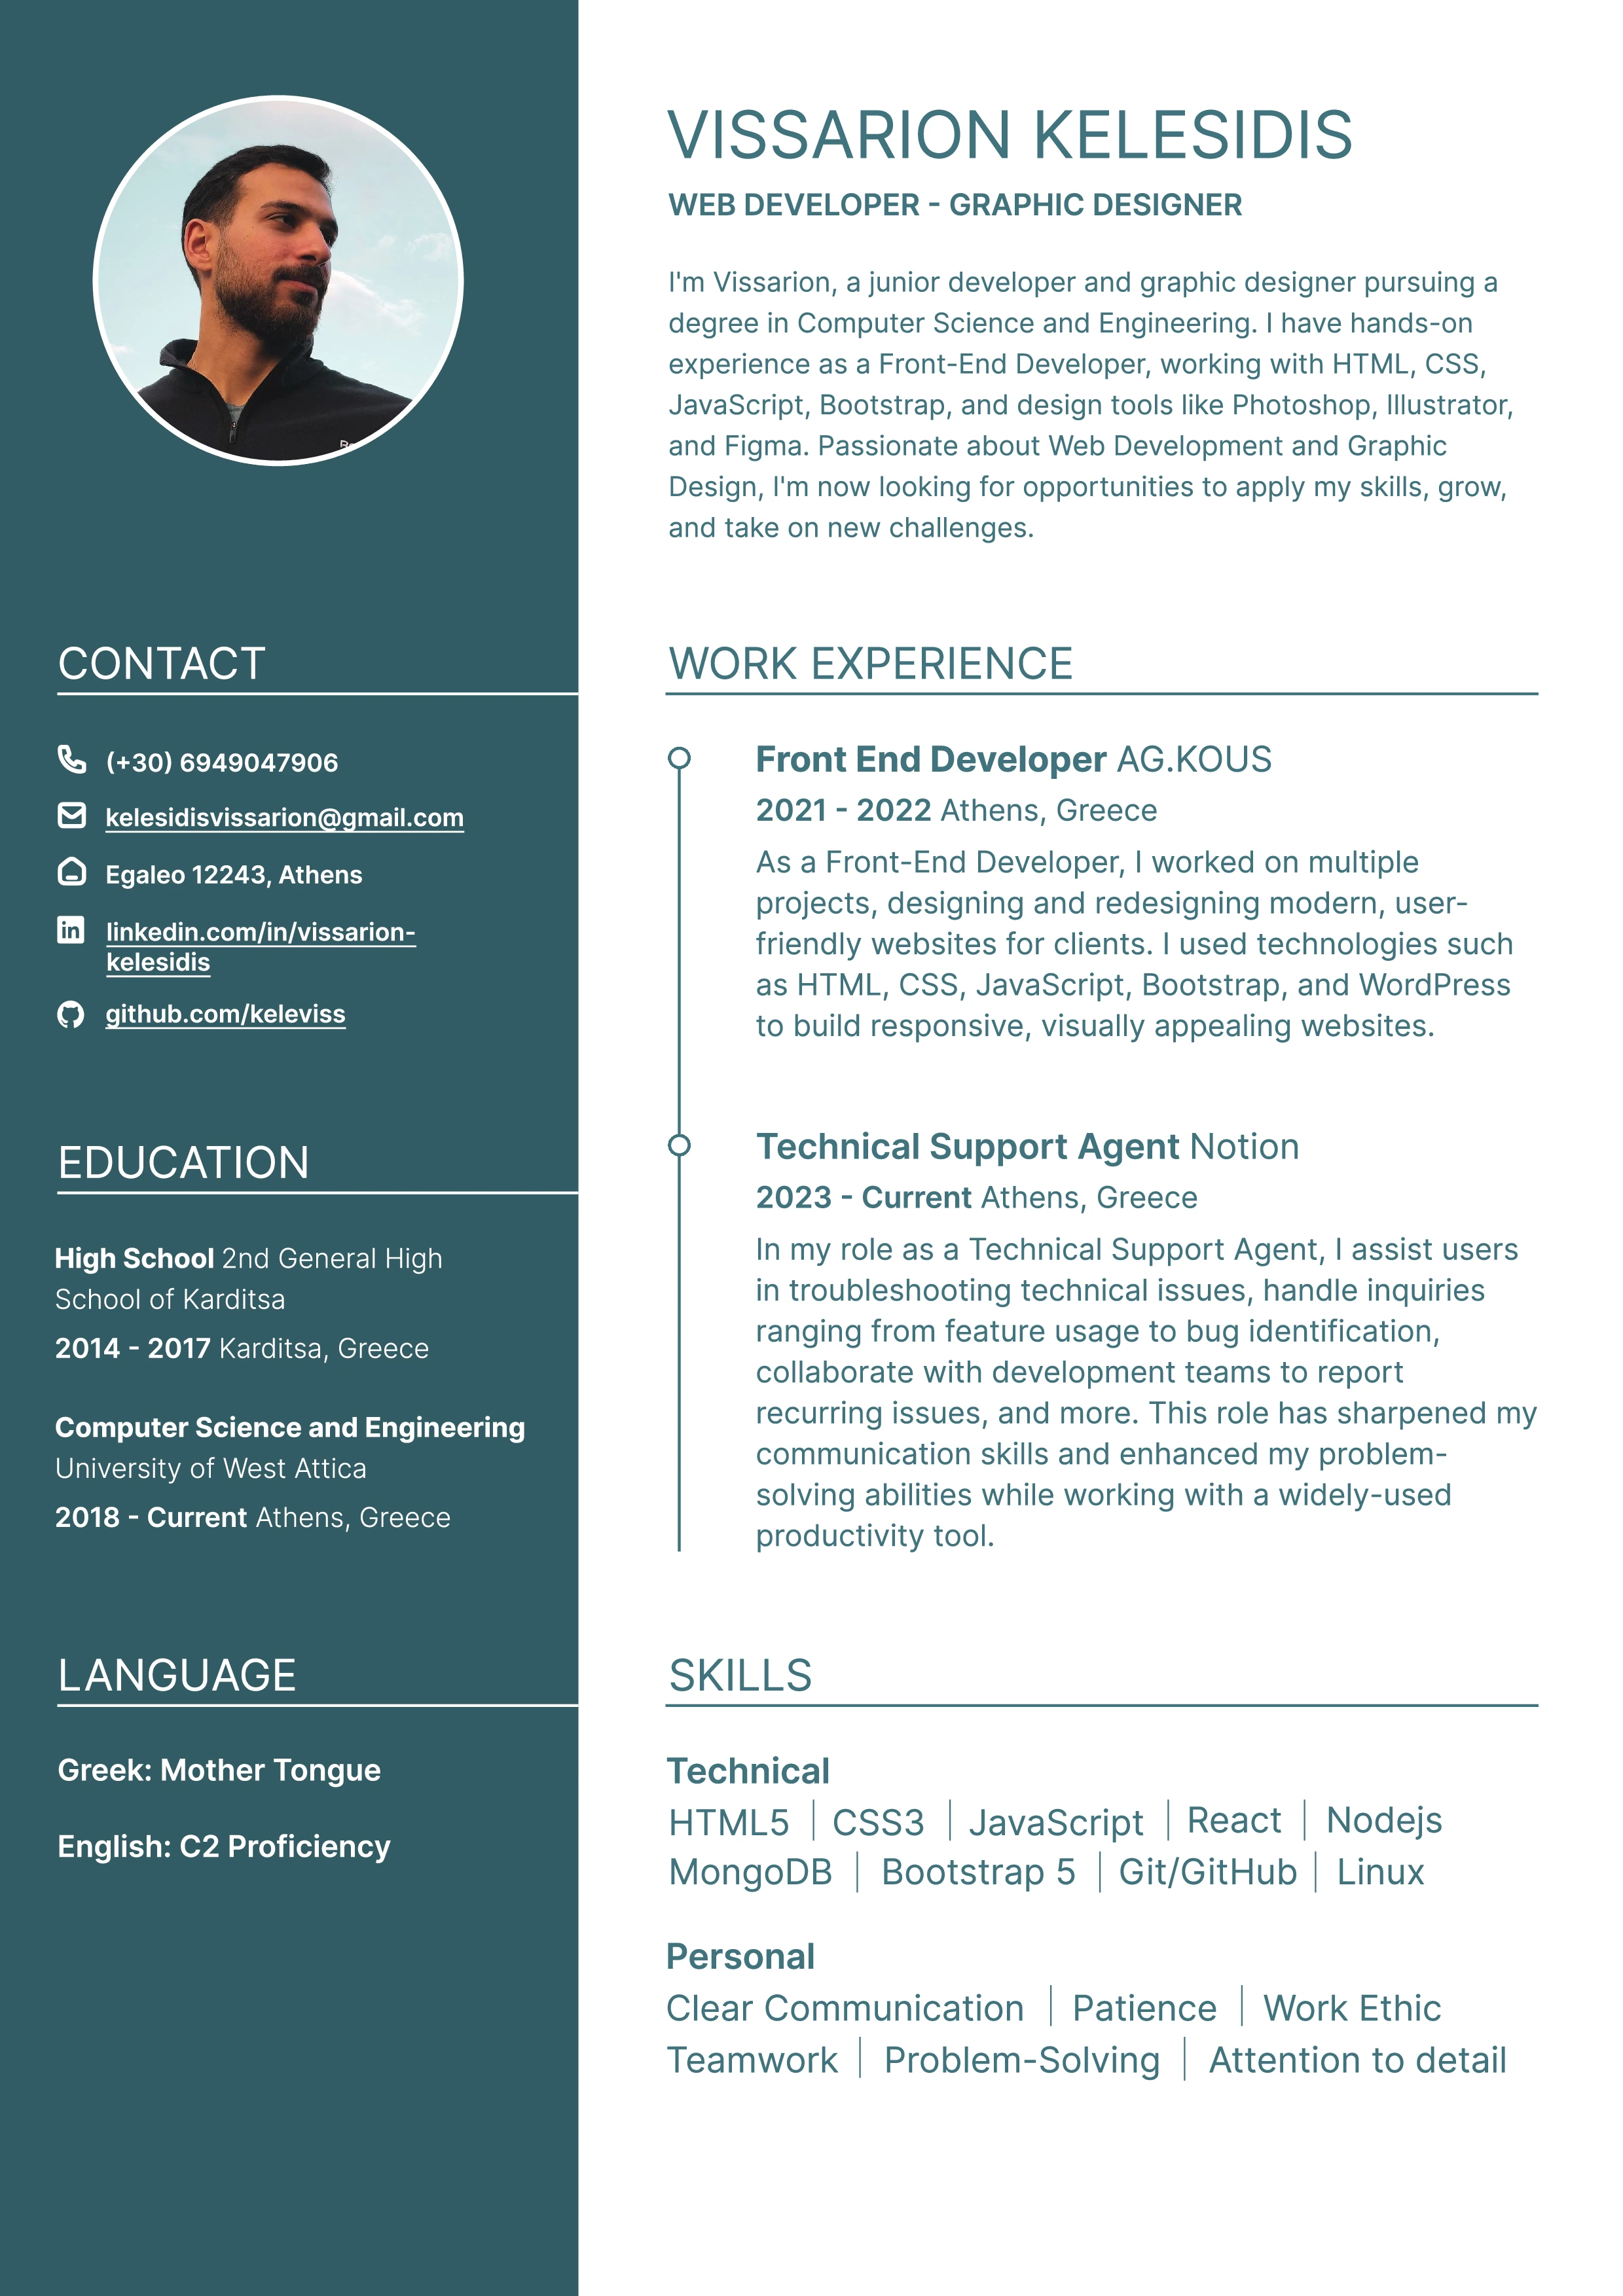 VISSARION KELESIDIS
WEB DEVELOPER - GRAPHIC DESIGNER
I'm Vissarion, a junior developer and graphic designer pursuing a
degree in Computer Science and Engineering. I have hands-on
experience as a Front-End Developer, working with HTML, CSS,
JavaScript, Bootstrap, and design tools like Photoshop, Illustrator,
and Figma. Passionate about Web Development and Graphic
Design, I'm now looking for opportunities to apply my skills, grow,
and take on new challenges.
CONTACT
(+30) 6949047906
kelesidisvissarion@gmail.com
Egaleo 12243, Athens
in
linkedin.com/in/vissarion-
kelesidis
github.com/keleviss
EDUCATION
High School 2nd General High
School of Karditsa
2014 - 2017 Karditsa, Greece
Computer Science and Engineering
University of West Attica
2018 - Current Athens, Greece
LANGUAGE
Greek: Mother Tongue
English: C2 Proficiency
WORK EXPERIENCE
Front End Developer AG.KOUS
2021 - 2022 Athens, Greece
As a Front-End Developer, I worked on multiple
projects, designing and redesigning modern, user-
friendly websites for clients. I used technologies such
as HTML, CSS, JavaScript, Bootstrap, and WordPress
to build responsive, visually appealing websites.
Technical Support Agent Notion
2023 - Current Athens, Greece
In my role as a Technical Support Agent, I assist users
in troubleshooting technical issues, handle inquiries
ranging from feature usage to bug identification,
collaborate with development teams to report
recurring issues, and more. This role has sharpened my
communication skills and enhanced my problem-
solving abilities while working with a widely-used
productivity tool.
SKILLS
Technical
HTML5 | CSS3 | JavaScript | React | Nodejs
MongoDB | Bootstrap 5 | Git/GitHub | Linux
Personal
Clear Communication | Patience | Work Ethic
Teamwork | Problem-Solving | Attention to detail